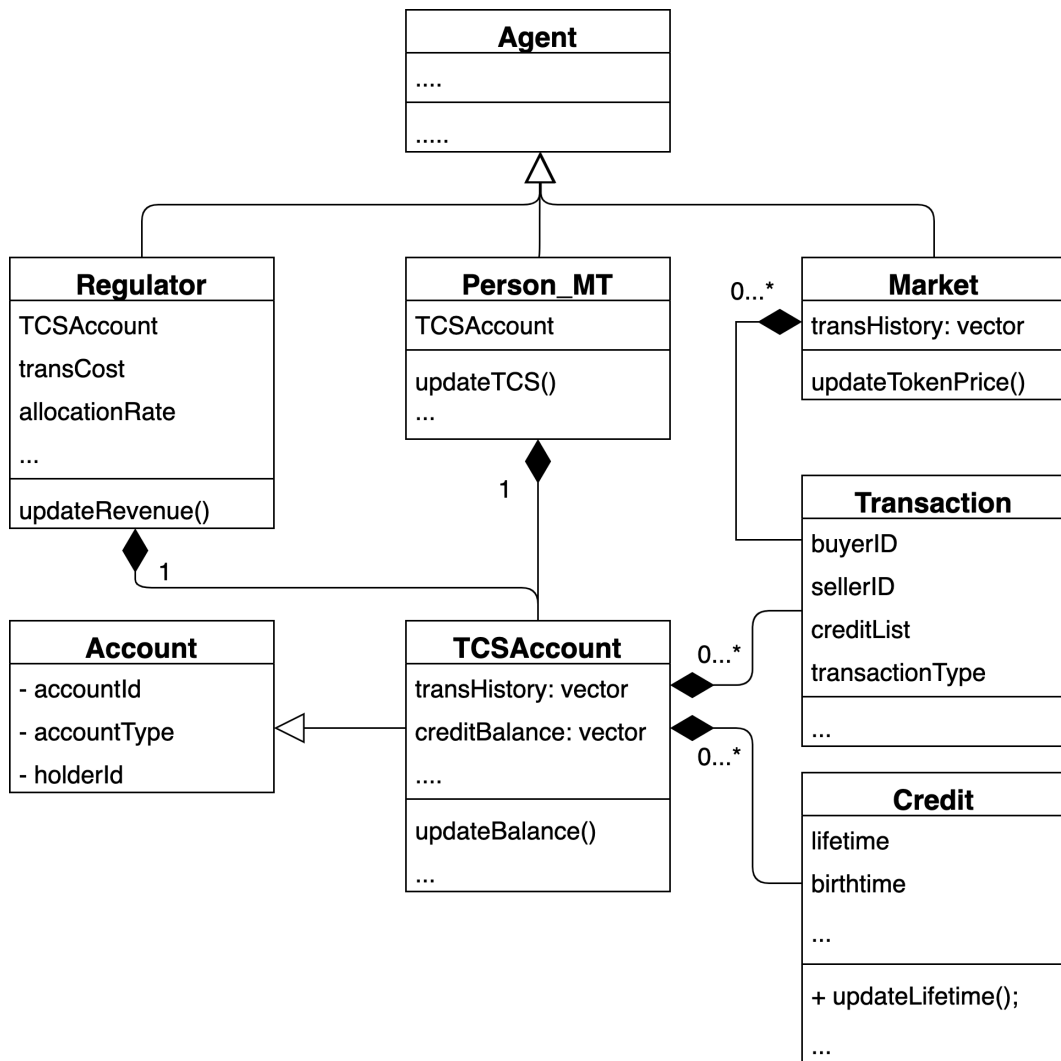 Agent
....
.....
Regulator
TCSAccount
transCost
allocationRate
...
updateRevenue()
1
Person_MT
TCSAccount
updateTCS()
...
1
0...*
Market
transHistory: vector
updateTokenPrice()
Transaction
buyerID
sellerID
creditList
transactionType
...
Account
- accountId
- accountType
- holderId
TCSAccount
transHistory: vector
creditBalance: vector
....
updateBalance()
...
0...*
0...*
Credit
lifetime
birthtime
...
+ updateLifetime();
...